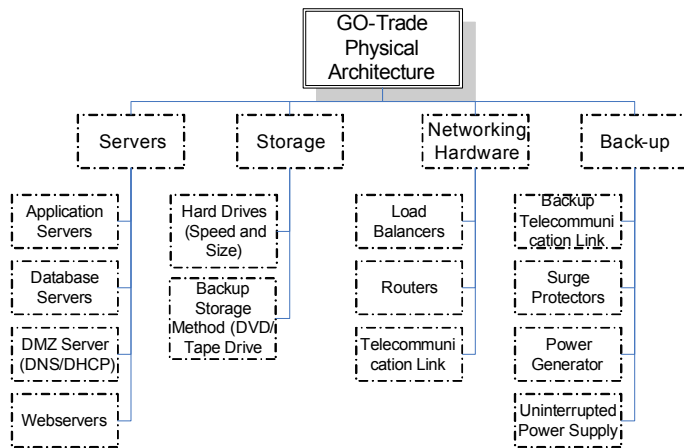 GO-Trade
Physical
Architecture
Servers
Storage
Networking
Hardware
Back-up
Application
Servers
Database
Servers
DMZ Server
(DNS/DHCP)
Webservers
Hard Drives
(Speed and
Size)
Backup
Storage
Method (DVD/
Tape Drive
Load
Balancers
Routers
Telecommuni
cation Link
Backup
Telecommuni
cation Link
Surge
Protectors
Power
Generator
Uninterrupted
Power Supply